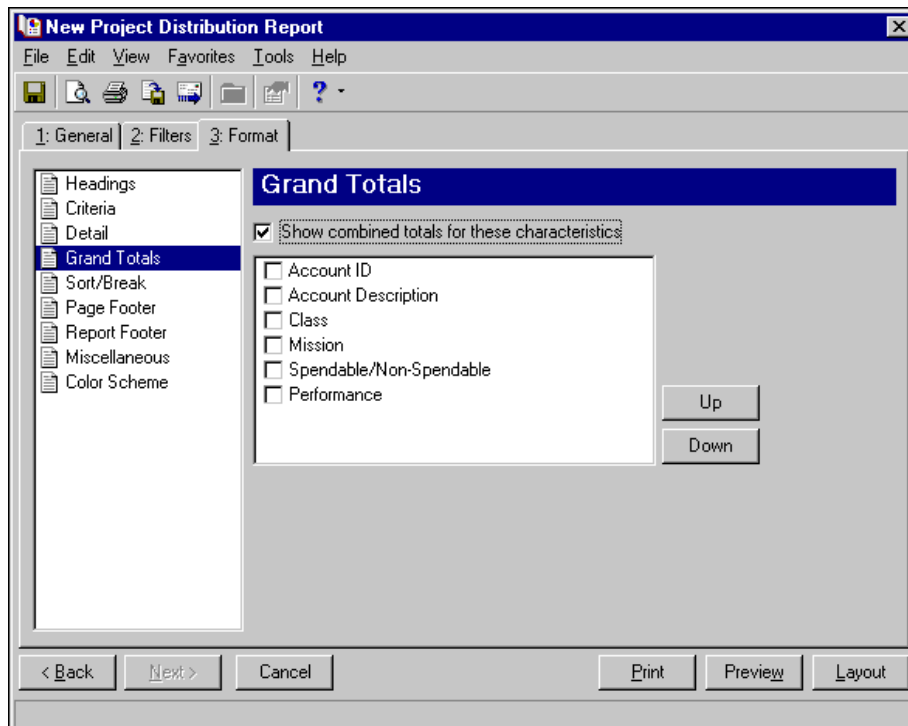 New Project Distribution Report
File Edit View Favorites Tools Help
1: General 2: Filters 3: Format
Headings
Criteria
Detail
Grand Totals
Sort/Break
Page Footer
Report Footer
Miscellaneous
Color Scheme
Grand Totals
Show combined totals for these characteristics
Account ID
Account Description
Class
Mission
Spendable/Non-Spendable
Performance
Up
Down
< Back Next > Cancel Print Preview Layout